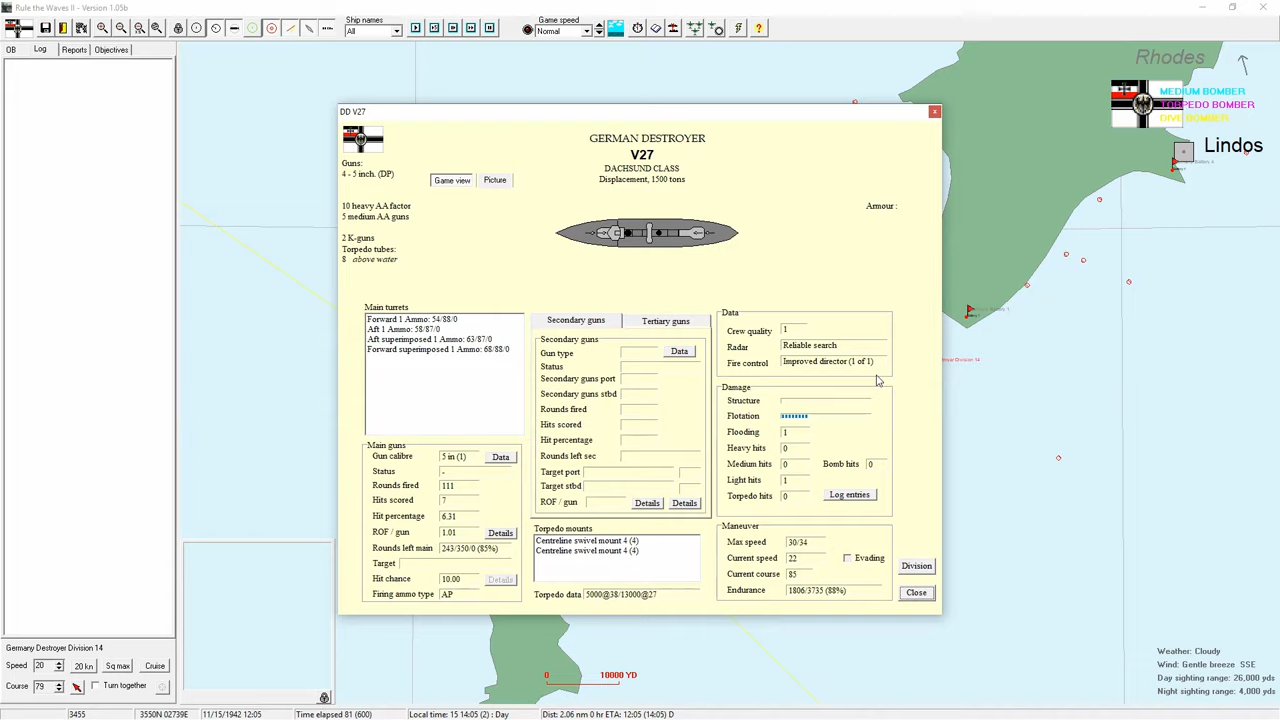 Rule the Waves II - Version 1.05b
Ship names
All
Game speed
Normal
OB
Log
Reports
Objectives
Rhodes
MEDIUM BOMBER
TORPEDO BOMBER
DIVE BOMBER
Lindos
DD V27
GERMAN DESTROYER
V27
DACHSUND CLASS
Displacement, 1500 tons
Guns:
4 - 5 inch. (DP)
Game view
Picture
10 heavy AA factor
5 medium AA guns
Armour :
2 K-guns
Torpedo tubes:
8 above water
Main turrets
Forward 1 Ammo: 54/88/0
Aft 1 Ammo: 58/87/0
Aft superimposed 1 Ammo: 63/87/0
Forward superimposed 1 Ammo: 68/88/0
Secondary guns
Tertiary guns
Secondary guns
Gun type
Data
Status
Secondary guns port
Secondary guns stbd
Rounds fired
Hits scored
Hit percentage
Rounds left sec
Target port
Target stbd
ROF / gun
Details
Details
Data
Crew quality 1
Radar Reliable search
Fire control Improved director (1 of 1)
Damage
Structure
Flotation
Flooding 1
Heavy hits 0
Medium hits 0 Bomb hits 0
Light hits 1
Torpedo hits 0
Log entries
Main guns
Gun calibre 5 in (1) Data
Status -
Rounds fired 111
Hits scored 7
Hit percentage 6.31
ROF / gun 1.01 Details
Rounds left main 243/350/0 (85%)
Target
Hit chance 10.00 Details
Firing ammo type AP
Torpedo mounts
Centreline swivel mount 4 (4)
Centreline swivel mount 4 (4)
Torpedo data 5000@38/13000@27
Maneuver
Max speed 30/34
Current speed 22 Evading
Current course 85
Endurance 1806/3735 (88%)
Division
Close
Germany Destroyer Division 14
Speed 20 20 kn Sq max Cruise
Course 79 Turn together
0 10000 YD
Weather: Cloudy
Wind: Gentle breeze SSE
Day sighting range: 26,000 yds
Night sighting range: 4,000 yds
3455
3550N 02739E
11/15/1942 12:05
Time elapsed 81 (600)
Local time: 15 14:05 (2) : Day
Dist: 2.06 nm 0 hr ETA: 12:05 (14:05) D